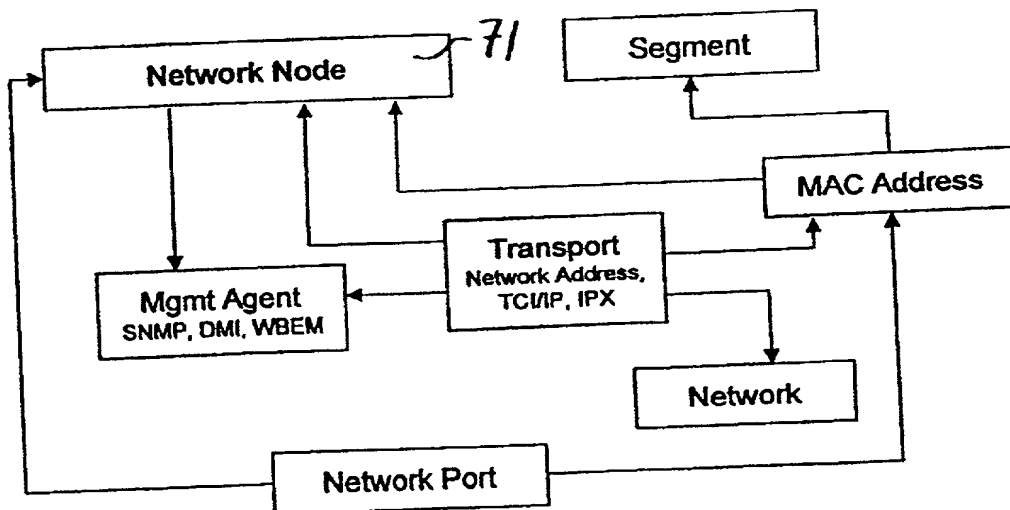 Network Node
71
Segment
MAC Address
Transport
Network Address,
TCI/IP, IPX
Mgmt Agent
SNMP, DMI, WBEM
Network
Network Port